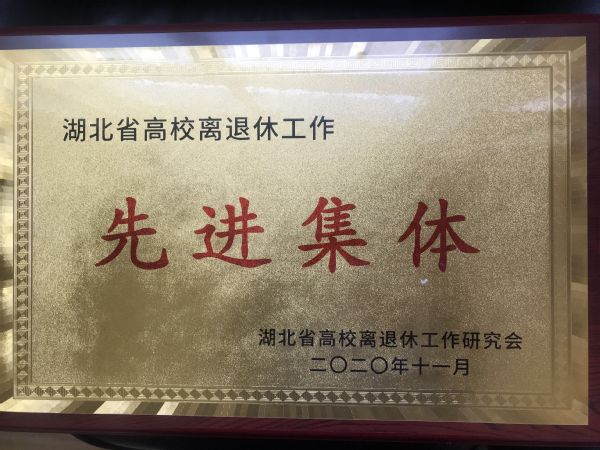 湖北省高校离退休工作
先进集体
湖北省高校离退休工作研究会
二〇二〇年十一月